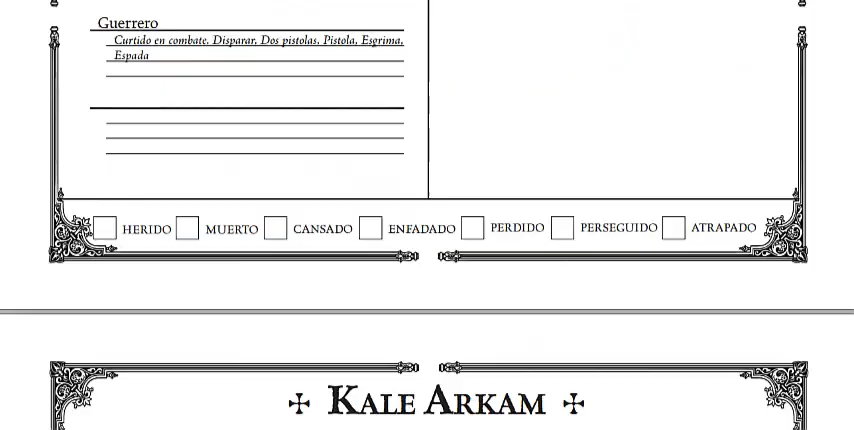 Guerrero
Curtido en combate, Disparar, Dos pistolas, Pistola, Esgrima,
Espada
HERIDO MUERTO CANSADO ENFADADO PERDIDO PERSEGUIDO ATRAPADO
KALE ARKAM